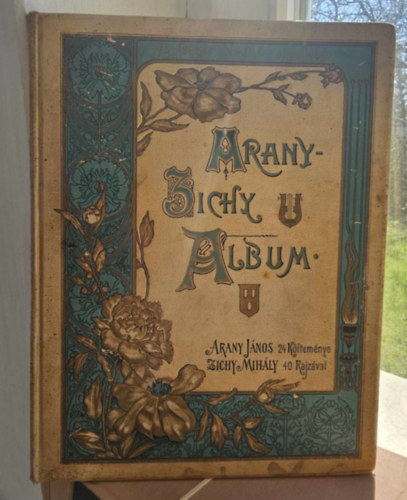 ARANY-
ZICHY
ALBUM.
ARANY JÁNOS 24 Költeménye
ZICHY MIHÁLY 40 Rajzával